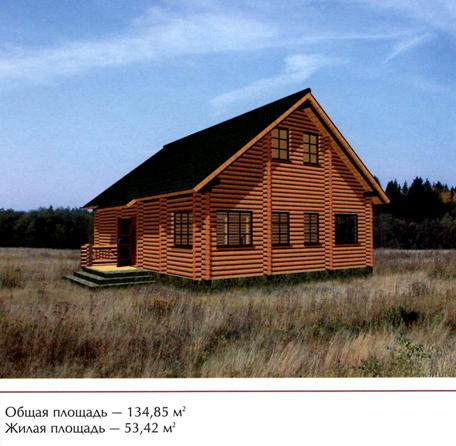 Общая площадь — 134,85 м²
Жилая площадь — 53,42 м²